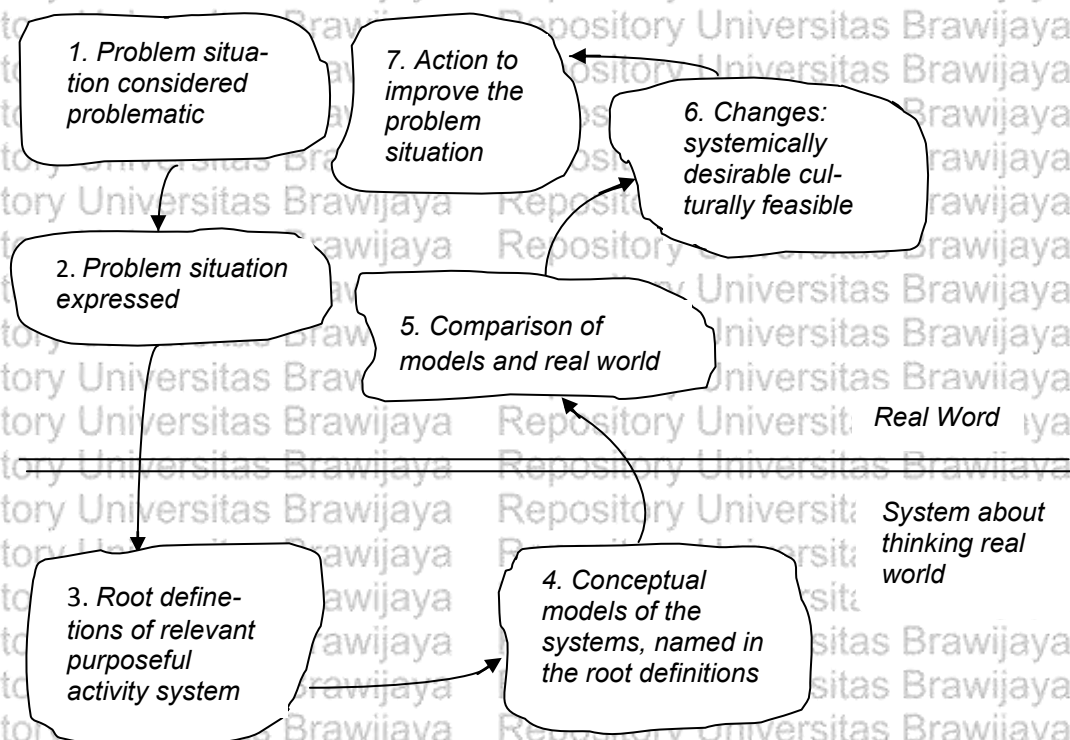 1. Problem situa-
tion considered
problematic
2. Problem situation
expressed
3. Root define-
tions of relevant
purposeful
activity system
4. Conceptual
models of the
systems, named in
the root definitions
5. Comparison of
models and real world
6. Changes:
systemically
desirable cul-
turally feasible
7. Action to
improve the
problem
situation
Real Word
System about
thinking real
world
Repository Universitas Brawijaya